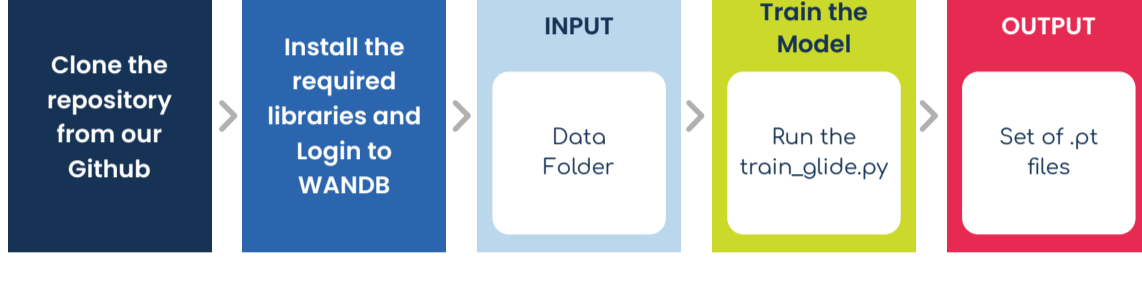 Clone the
repository
from our
Github
Install the
required
libraries and
Login to
WANDB
INPUT
Data
Folder
Train the
Model
Run the
train_glide.py
OUTPUT
Set of .pt
files